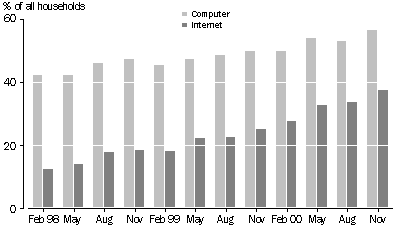 % of all households
Computer
Internet
60
40
20
0
Feb 98 May Aug Nov Feb 99 May Aug Nov Feb 00 May Aug Nov